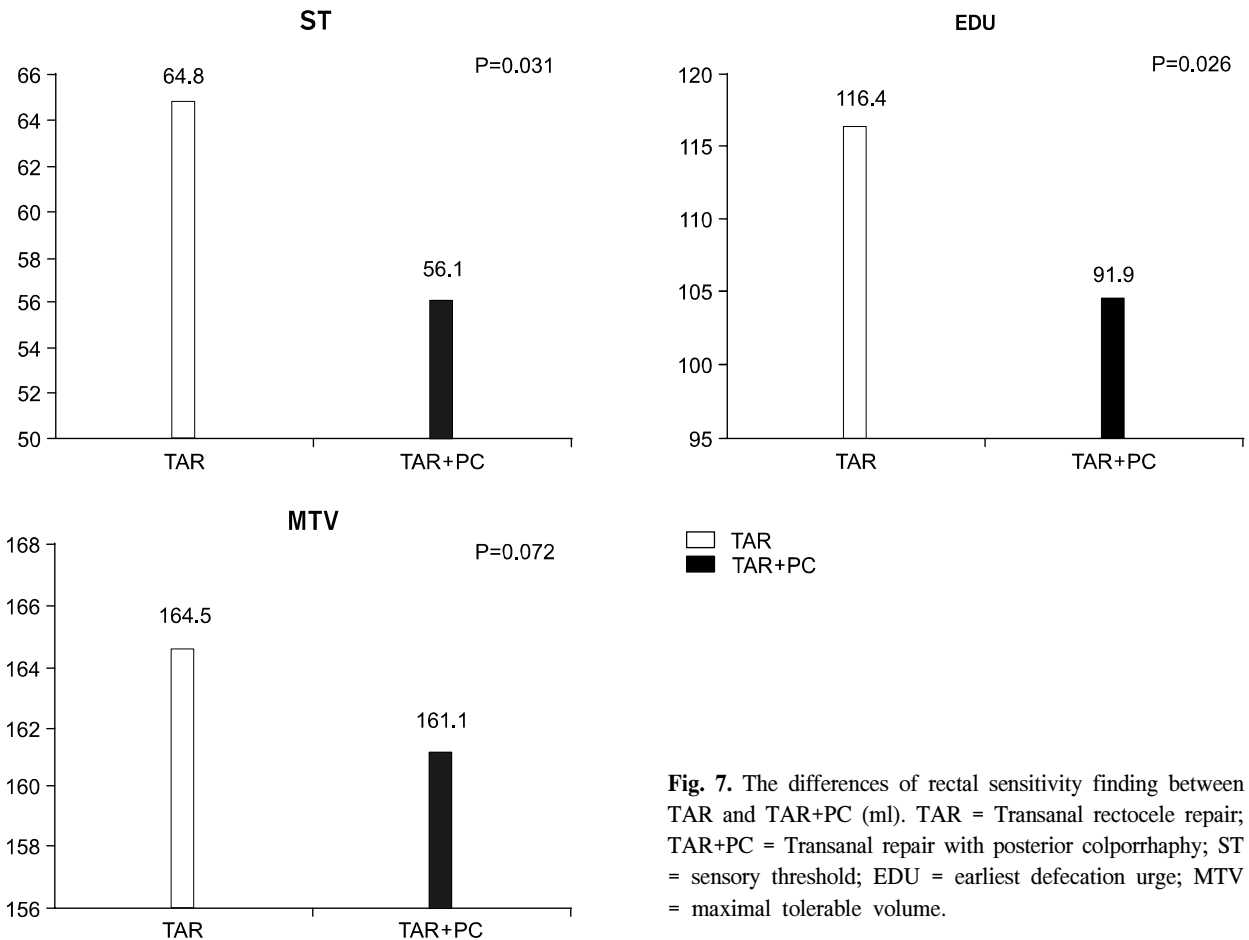 ST
P=0.031
66
64
62
60
58
56
54
52
50
64.8
56.1
TAR
TAR+PC
EDU
P=0.026
120
115
110
105
100
95
116.4
91.9
TAR
TAR+PC
MTV
P=0.072
168
166
164
162
160
158
156
164.5
161.1
TAR
TAR+PC
TAR
TAR+PC
Fig. 7. The differences of rectal sensitivity finding between
TAR and TAR+PC (ml). TAR = Transanal rectocele repair;
TAR+PC = Transanal repair with posterior colporrhaphy; ST
= sensory threshold; EDU = earliest defecation urge; MTV
= maximal tolerable volume.